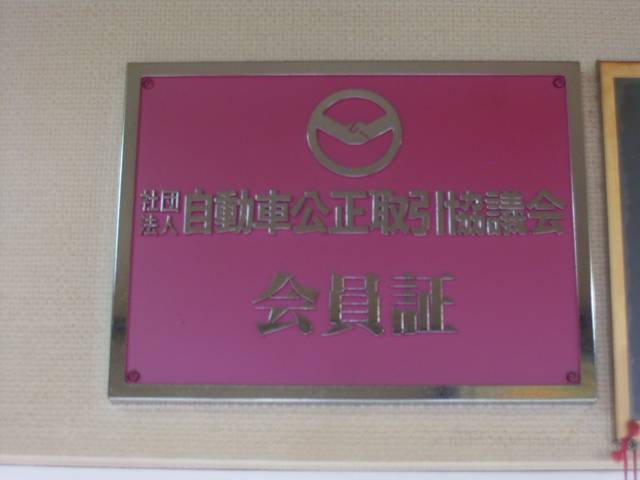 社団法人 自動車公正取引協議会
会員証